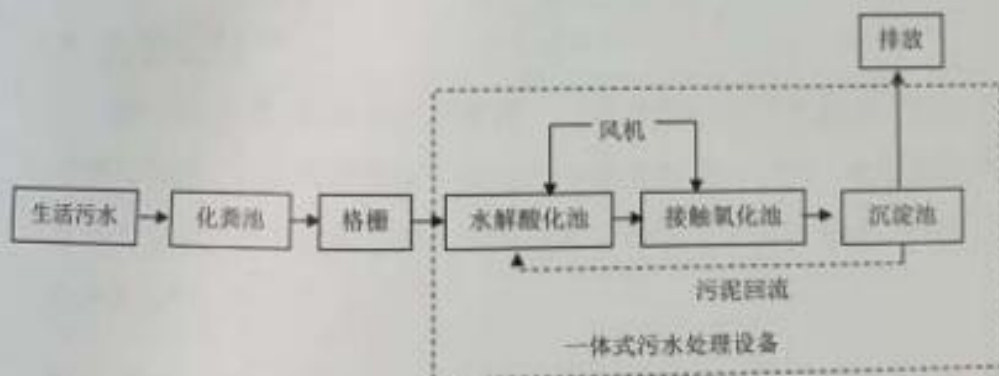 排放
风机
生活污水
化粪池
格栅
水解酸化池
接触氧化池
沉淀池
污泥回流
一体式污水处理设备